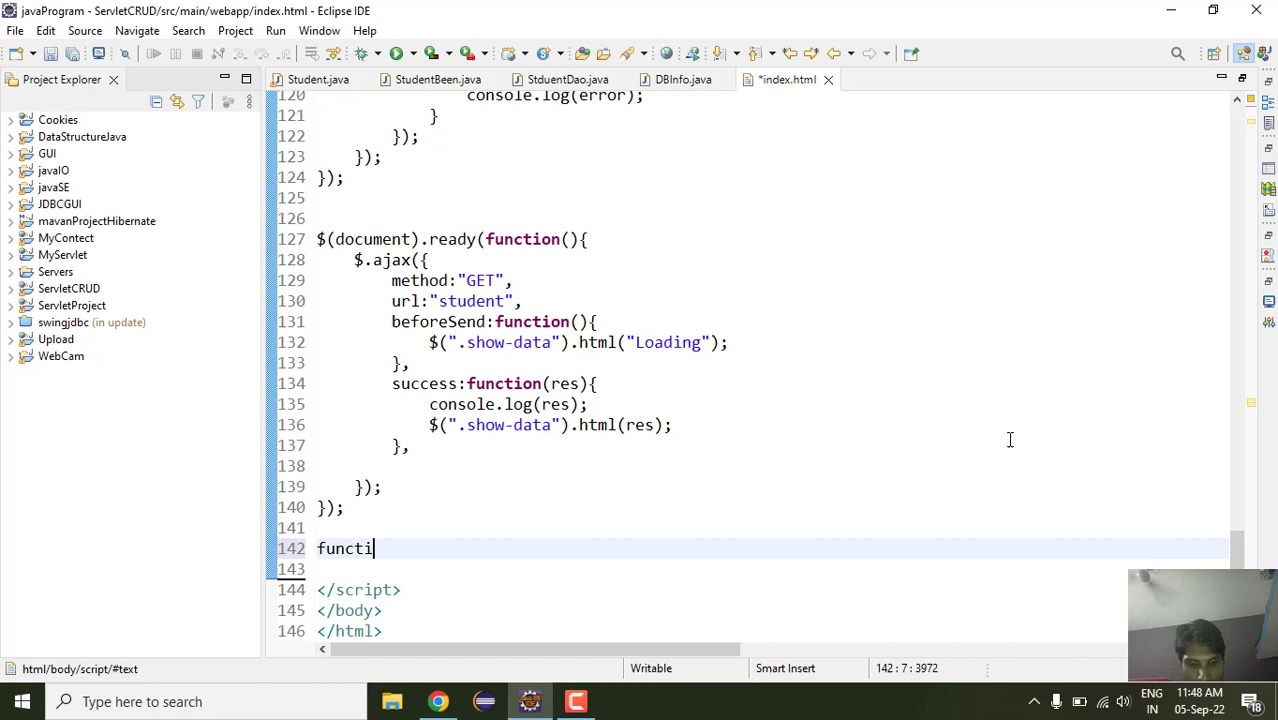 javaProgram - ServletCRUD/src/main/webapp/index.html - Eclipse IDE
File Edit Source Navigate Search Project Run Window Help
Project Explorer
Student.java StudentBeen.java StduentDao.java DBInfo.java *index.html
Cookies
DataStructureJava
GUI
javaIO
javaSE
JDBCGUI
mavanProjectHibernate
MyContect
MyServlet
Servers
ServletCRUD
ServletProject
swingjdbc (in update)
Upload
WebCam
120 console.log(error);
121 }
122 });
123 });
124 });
125
126
127 $(document).ready(function(){
128 $.ajax({
129 method:"GET",
130 url:"student",
131 beforeSend:function(){
132 $(".show-data").html("Loading");
133 },
134 success:function(res){
135 console.log(res);
136 $(".show-data").html(res);
137 },
138
139 });
140 });
141
142 functi
143
144 </script>
145 </body>
146 </html>
html/body/script/#text Writable Smart Insert 142 : 7 : 3972
Type here to search
ENG
IN
11:48 AM
05-Sep-22
18